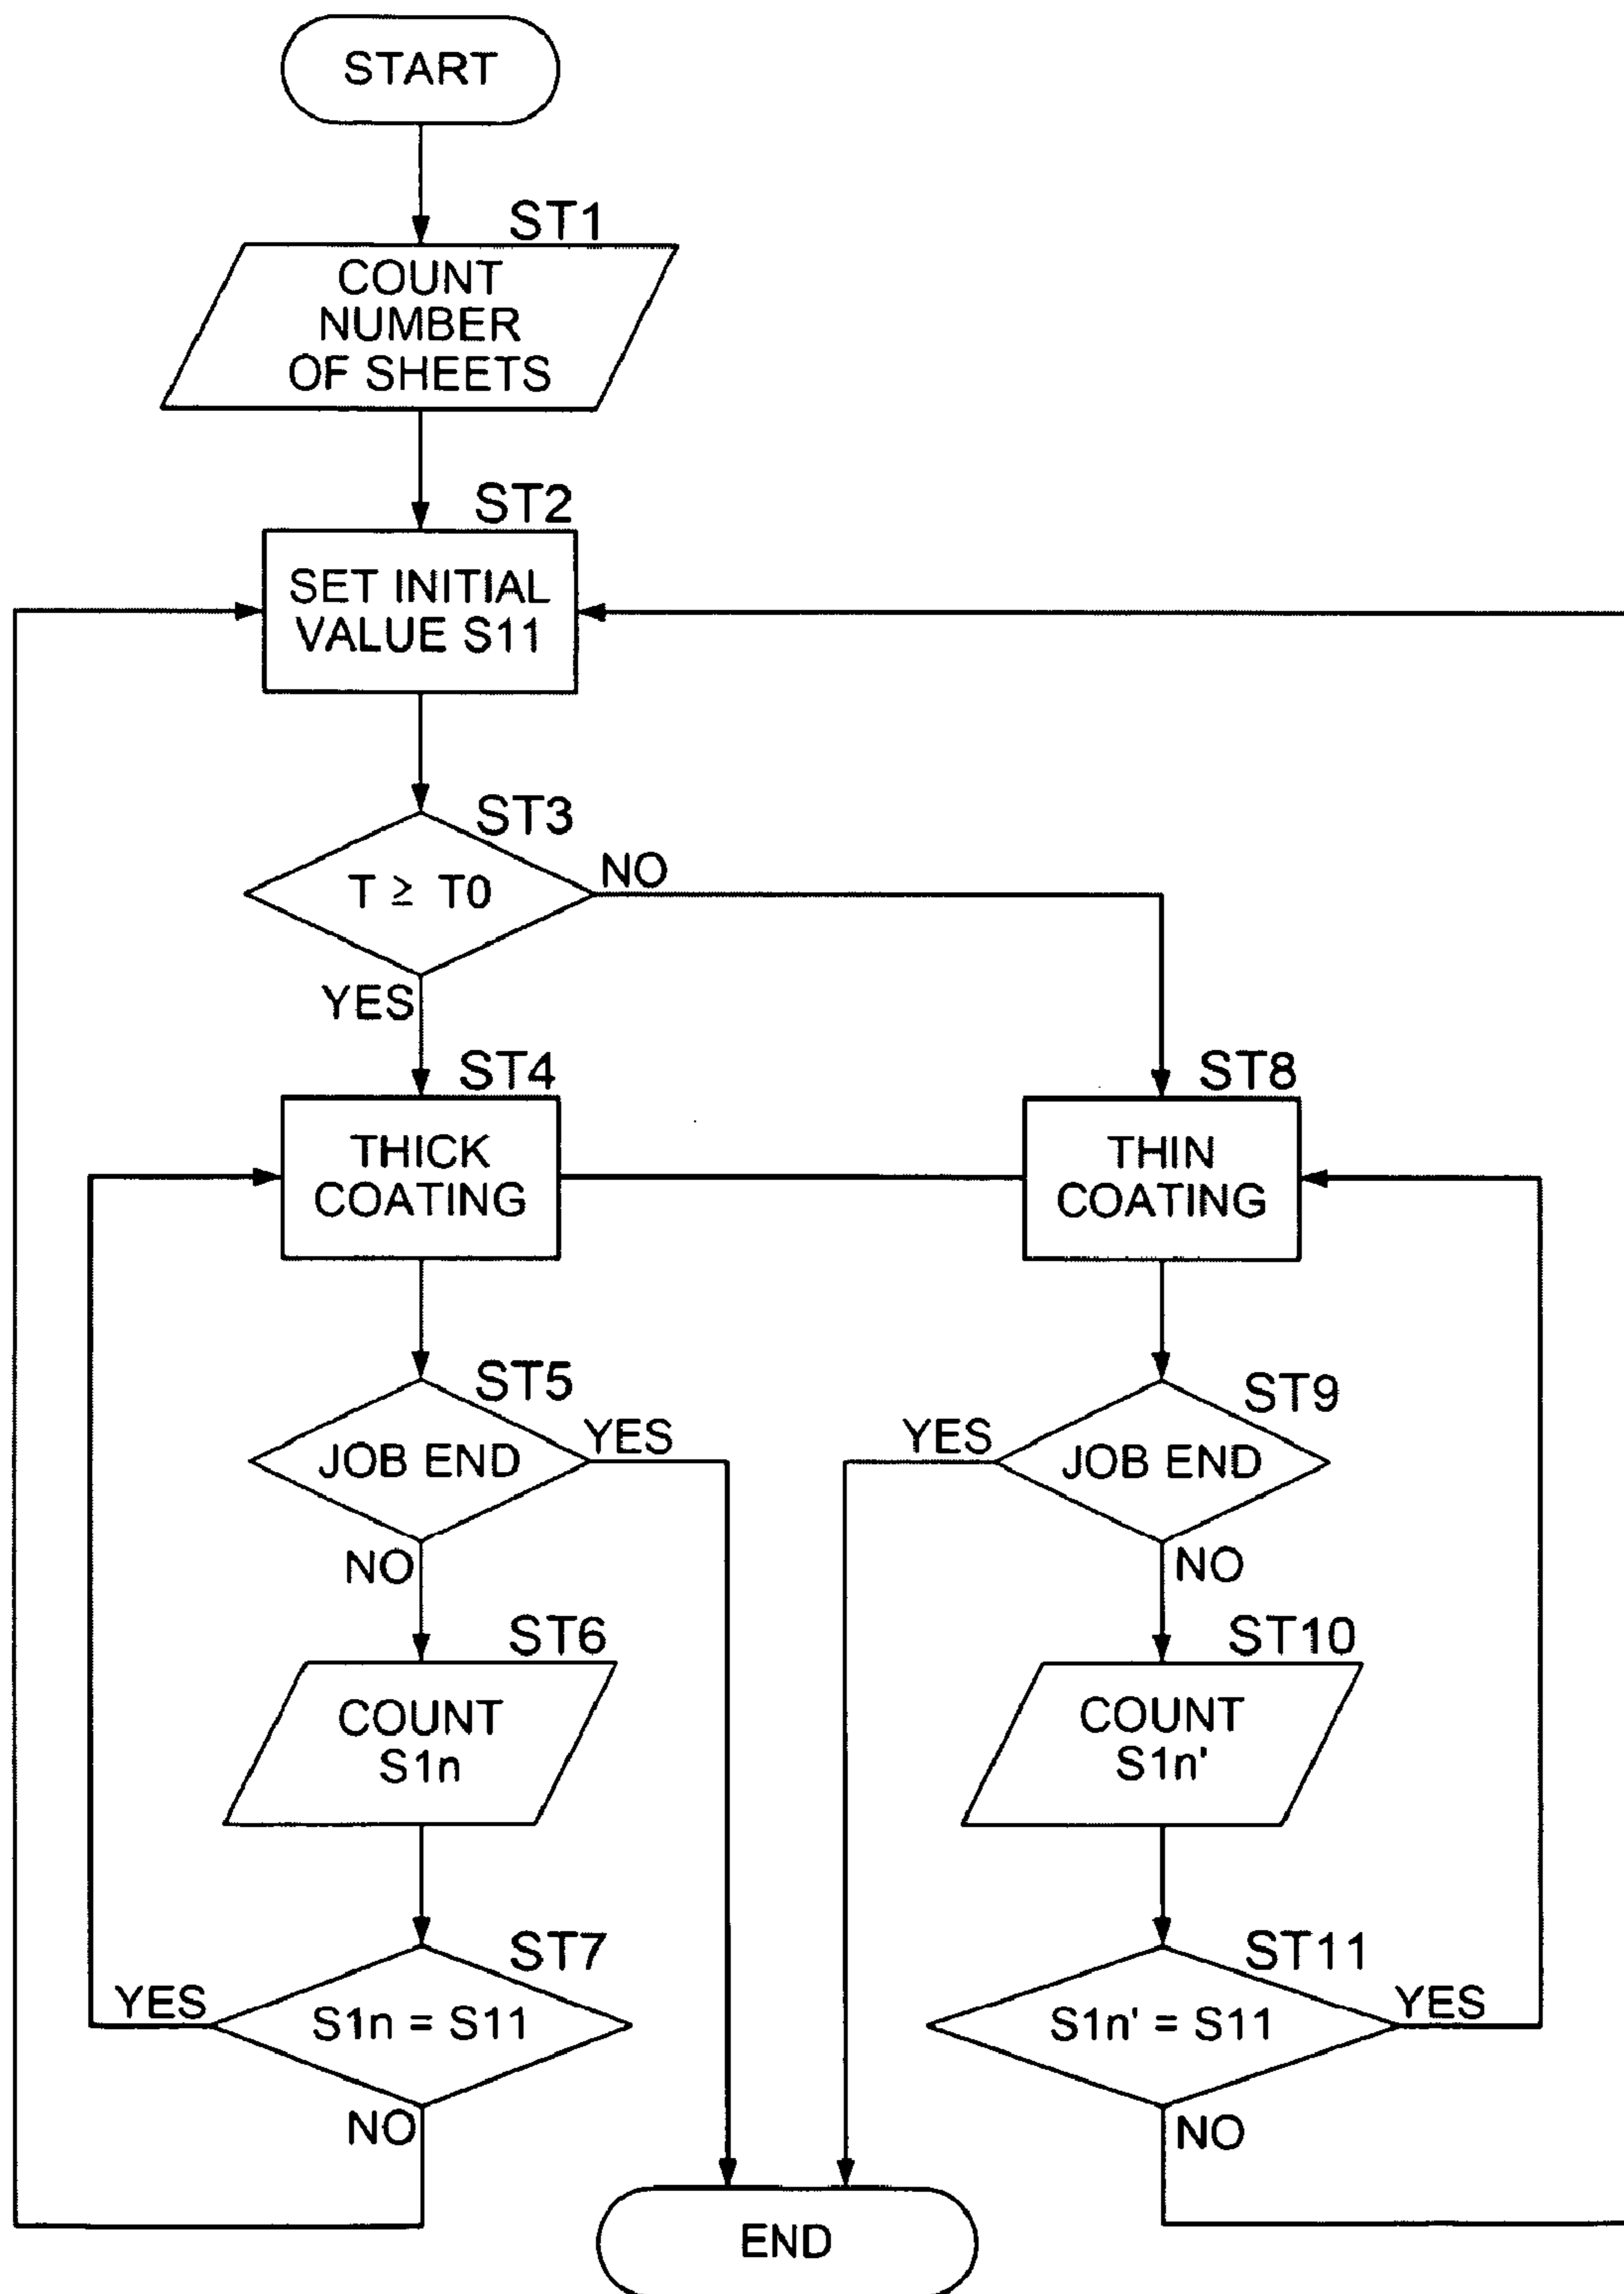 START
ST1
COUNT
NUMBER
OF SHEETS
ST2
SET INITIAL
VALUE S11
ST3
T ≥ T0
NO
YES
ST4
THICK
COATING
ST8
THIN
COATING
ST5
JOB END
YES
NO
ST9
JOB END
YES
NO
ST6
COUNT
S1n
ST10
COUNT
S1n'
ST7
S1n = S11
YES
NO
ST11
S1n' = S11
YES
NO
END